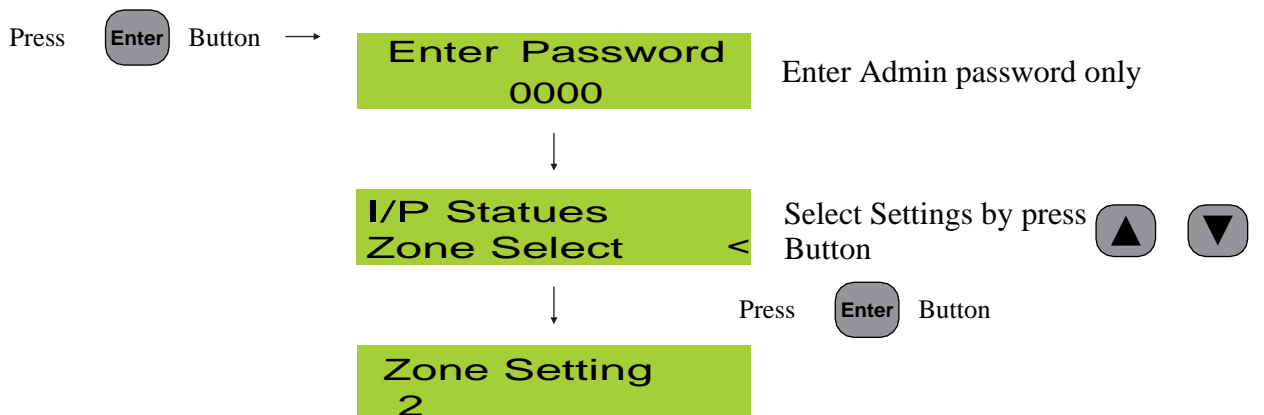 Press Enter Button
Enter Password
0000
Enter Admin password only
I/P Statues
Zone Select <
Select Settings by press
Button
Press Enter Button
Zone Setting
2